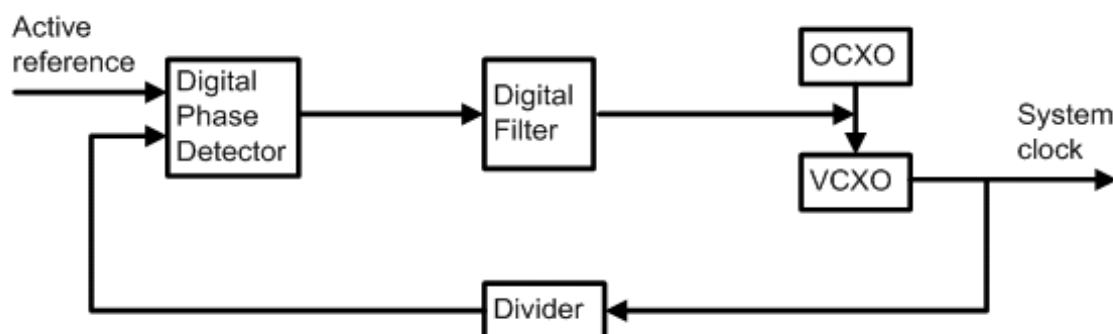 Active
reference
Digital
Phase
Detector
Digital
Filter
OCXO
VCXO
System
clock
Divider